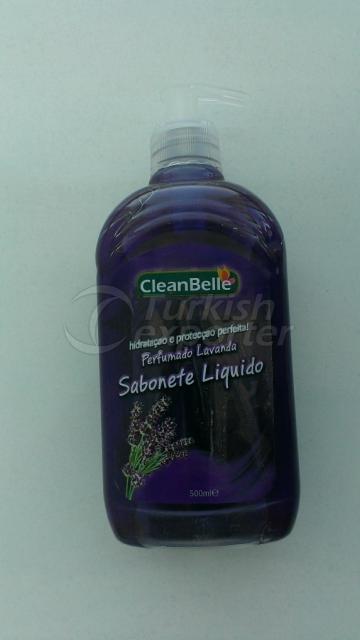 CleanBelle
Turkish
exporter
hidratação e protecção perfeita!
Perfumado Lavanda
Sabonete Liquido
500ml℮